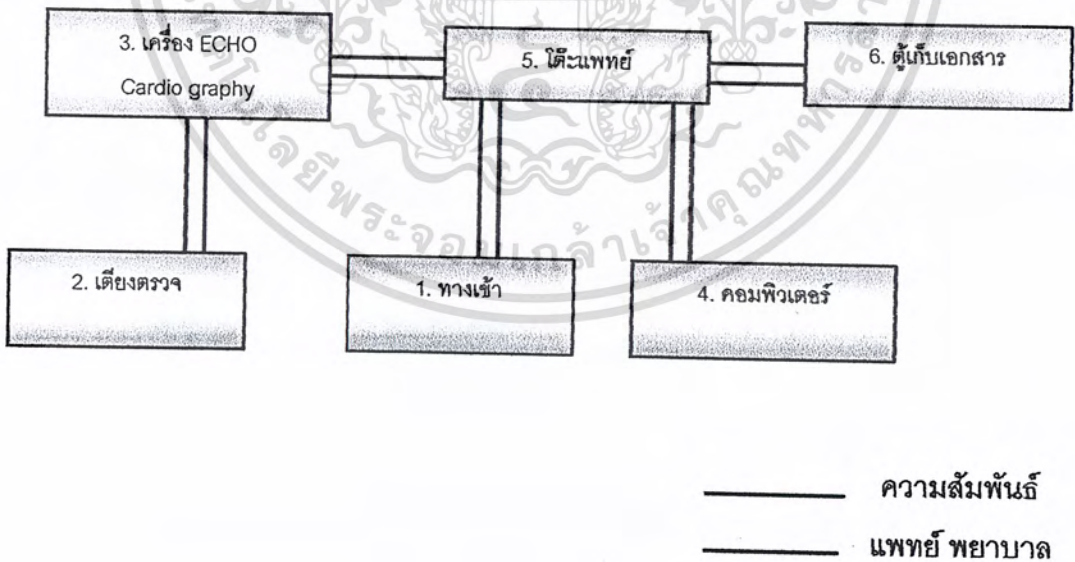 3. เครื่อง ECHO
Cardio graphy
5. โต๊ะแพทย์
6. ตู้เก็บเอกสาร
2. เตียงตรวจ
1. ทางเข้า
4. คอมพิวเตอร์
ความสัมพันธ์
แพทย์ พยาบาล